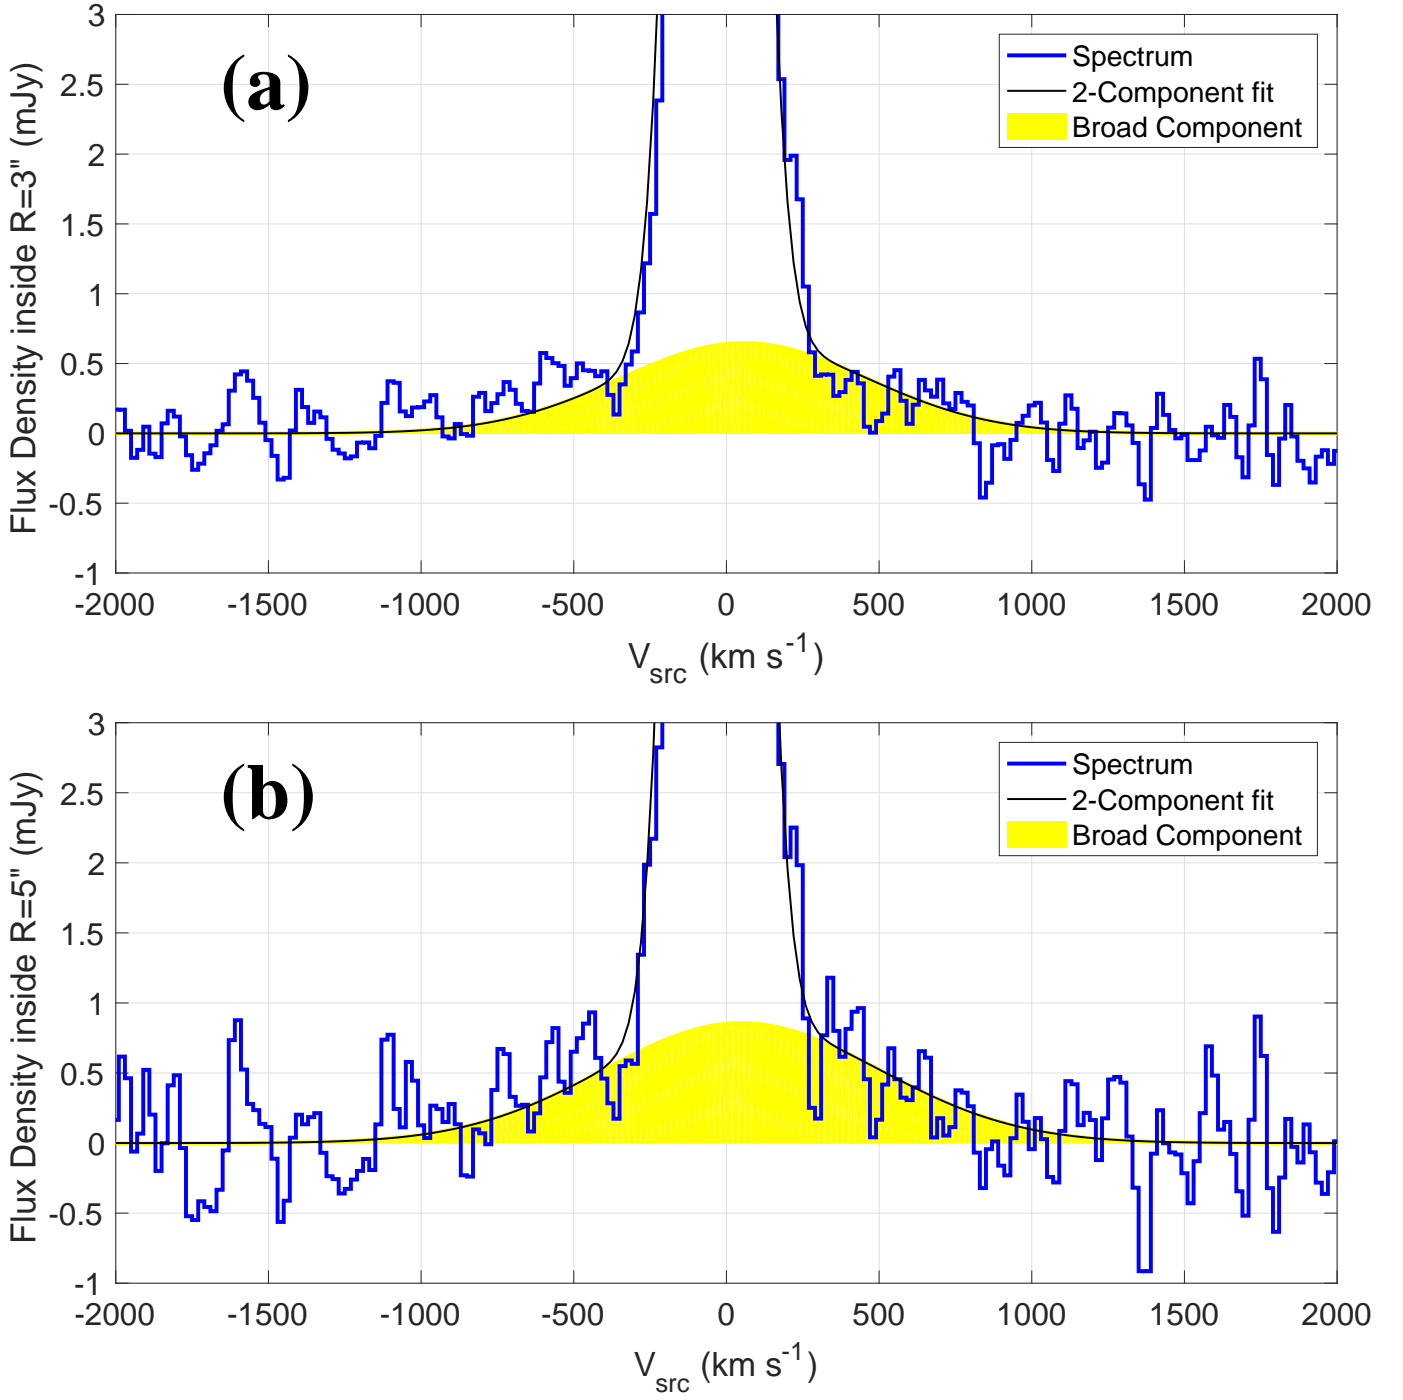 (a)
Spectrum
2-Component fit
Broad Component
Flux Density inside R=3" (mJy)
3
2.5
2
1.5
1
0.5
0
-0.5
-1
-2000 -1500 -1000 -500 0 500 1000 1500 2000
V_src (km s^-1)
(b)
Spectrum
2-Component fit
Broad Component
Flux Density inside R=5" (mJy)
3
2.5
2
1.5
1
0.5
0
-0.5
-1
-2000 -1500 -1000 -500 0 500 1000 1500 2000
V_src (km s^-1)